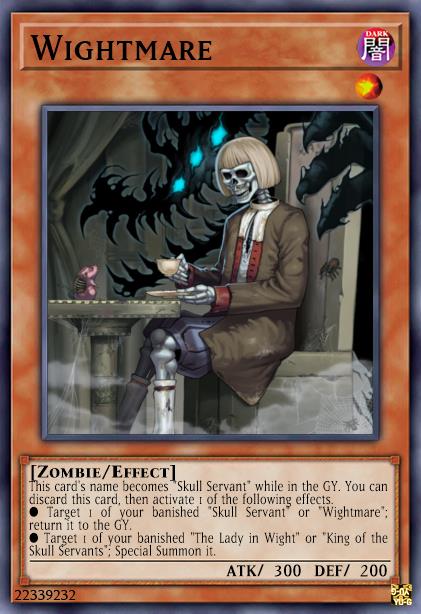 Wightmare
DARK
闇
[Zombie/Effect]
This card's name becomes "Skull Servant" while in the GY. You can
discard this card, then activate 1 of the following effects.
● Target 1 of your banished "Skull Servant" or "Wightmare";
return it to the GY.
● Target 1 of your banished "The Lady in Wight" or "King of the
Skull Servants"; Special Summon it.
ATK/ 300 DEF/ 200
22339232